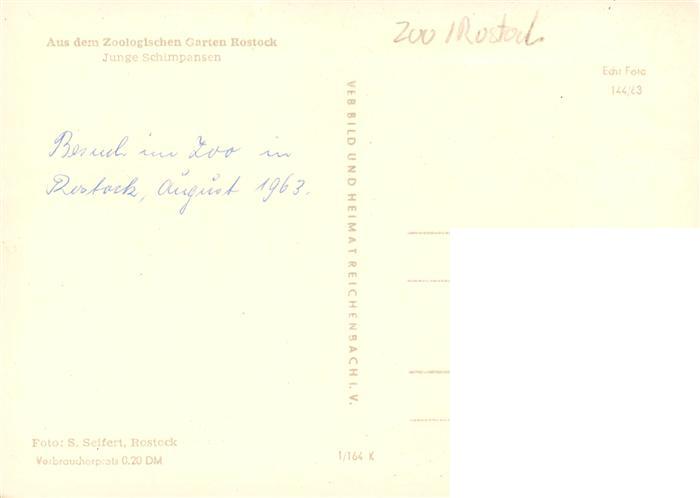 Aus dem Zoologischen Garten Rostock
Junge Schimpansen
Zoo / Rostock
Echt Foto
144/63
Besuch im Zoo in
Rostock, August 1963.
VEB BILD UND HEIMAT REICHENBACH I. V.
Foto: S. Seifert, Rostock
Verbraucherpreis 0.20 DM
1/164 K